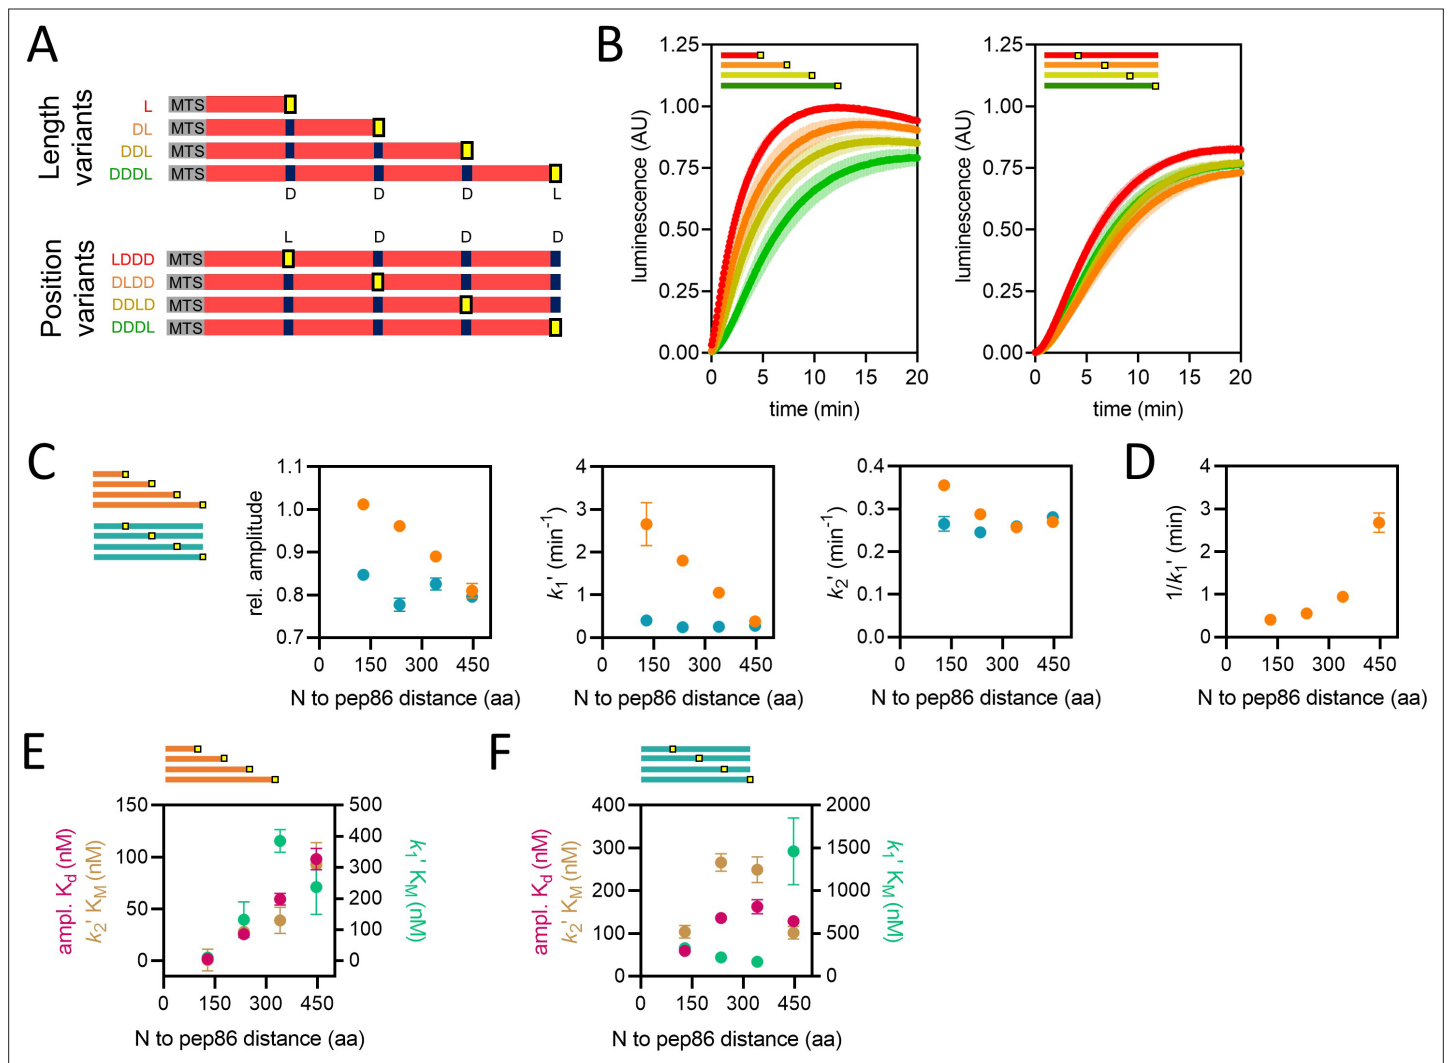 A
Length variants
L MTS
DL MTS
DDL MTS
DDDL MTS
D D D L
Position variants
L D D D
LDDD MTS
DLDD MTS
DDLD MTS
DDDL MTS
B
luminescence (AU)
1.25
1.00
0.75
0.50
0.25
0.00
0 5 10 15 20
time (min)
luminescence (AU)
1.25
1.00
0.75
0.50
0.25
0.00
0 5 10 15 20
time (min)
C
rel. amplitude
1.1
1.0
0.9
0.8
0.7
0 150 300 450
N to pep86 distance (aa)
k₁' (min⁻¹)
4
3
2
1
0
0 150 300 450
N to pep86 distance (aa)
k₂' (min⁻¹)
0.4
0.3
0.2
0.1
0.0
0 150 300 450
N to pep86 distance (aa)
D
1/k₁' (min)
4
3
2
1
0
0 150 300 450
N to pep86 distance (aa)
E
ampl. K_d (nM)
k₂' K_M (nM)
150
100
50
0
500
400
300
200
100
0
k₁' K_M (nM)
0 150 300 450
N to pep86 distance (aa)
F
ampl. K_d (nM)
k₂' K_M (nM)
400
300
200
100
0
2000
1500
1000
500
0
k₁' K_M (nM)
0 150 300 450
N to pep86 distance (aa)